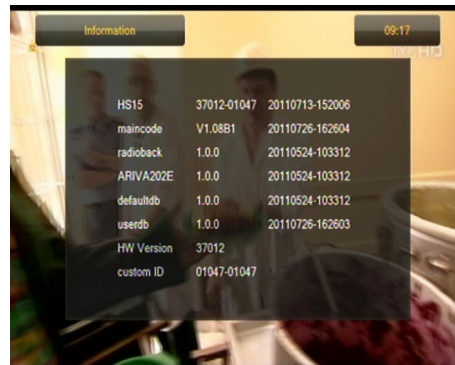 Information 09:17
HS15 37012-01047 20110713-152006
maincode V1.08B1 20110726-162604
radioback 1.0.0 20110524-103312
ARIVA202E 1.0.0 20110524-103312
defaultdb 1.0.0 20110524-103312
userdb 1.0.0 20110726-162603
HW Version 37012
custom ID 01047-01047
HD